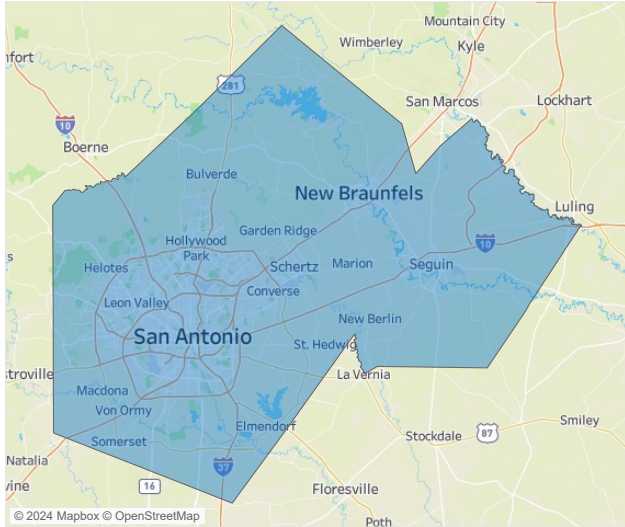 Mountain City
Wimberley
Kyle
nfort
281
San Marcos
Lockhart
10
Boerne
Bulverde
New Braunfels
Luling
Garden Ridge
Hollywood
Park
10
Helotes
Schertz
Marion
Seguin
Converse
Leon Valley
New Berlin
San Antonio
St. Hedwig
stroville
La Vernia
Macdona
Von Ormy
Smiley
Elmendorf
87
Stockdale
Somerset
Natalia
37
vine
16
Floresville
Poth
© 2024 Mapbox © OpenStreetMap